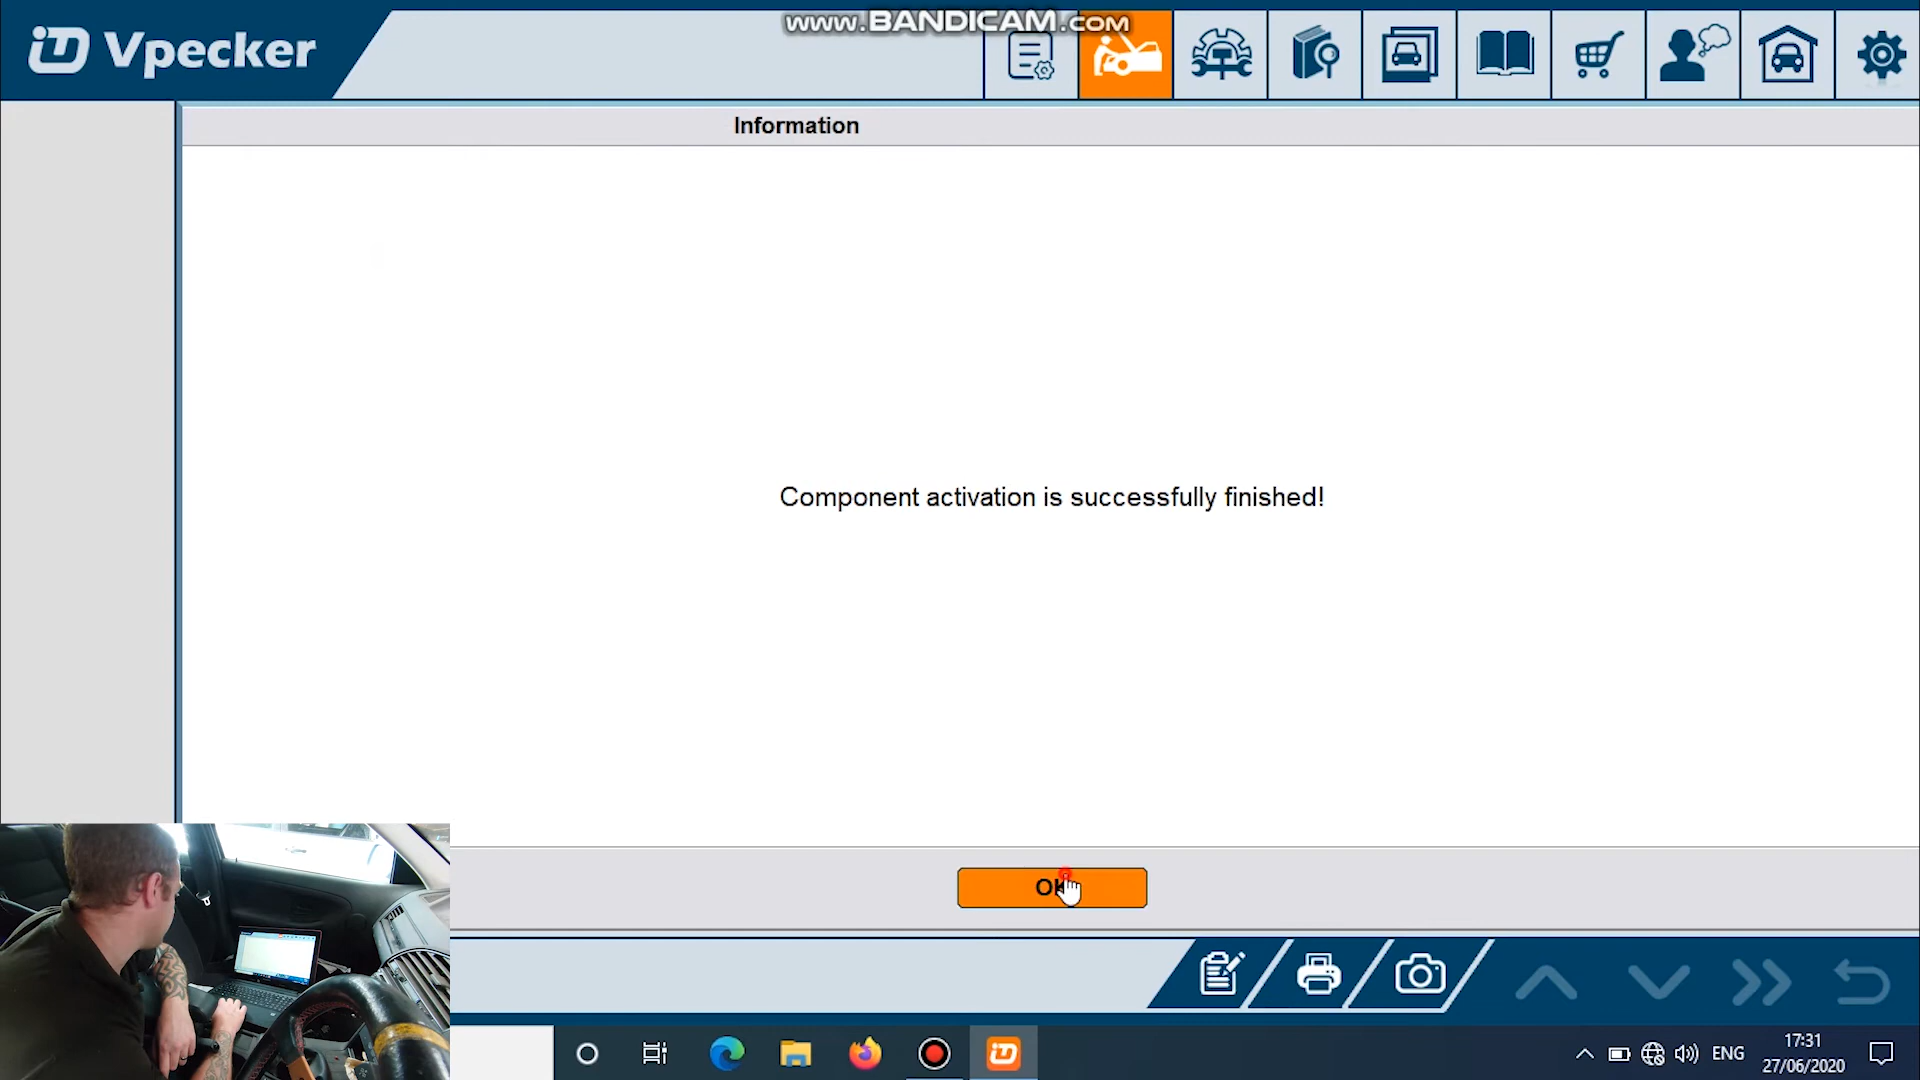 www.BANDICAM.com
Vpecker
Information
Component activation is successfully finished!
OK
ENG
17:31
27/06/2020